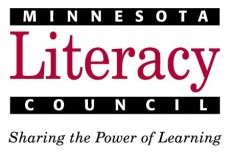 MINNESOTA
Literacy
COUNCIL
Sharing the Power of Learning